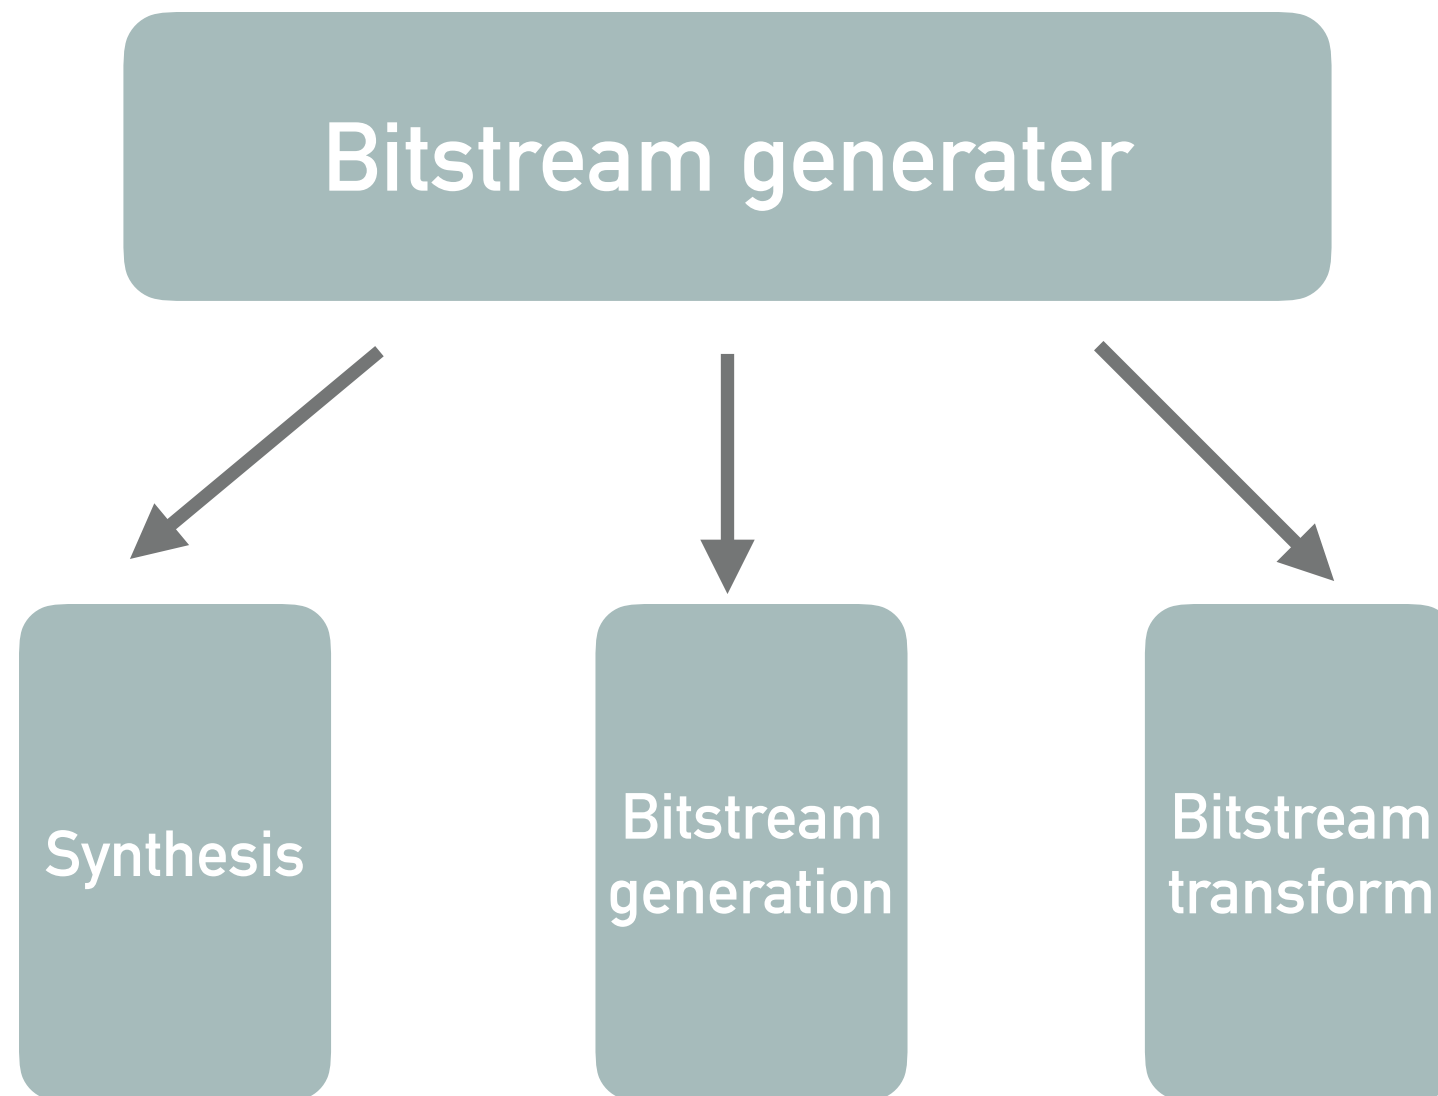 Bitstream generater
Synthesis
Bitstream
generation
Bitstream
transform